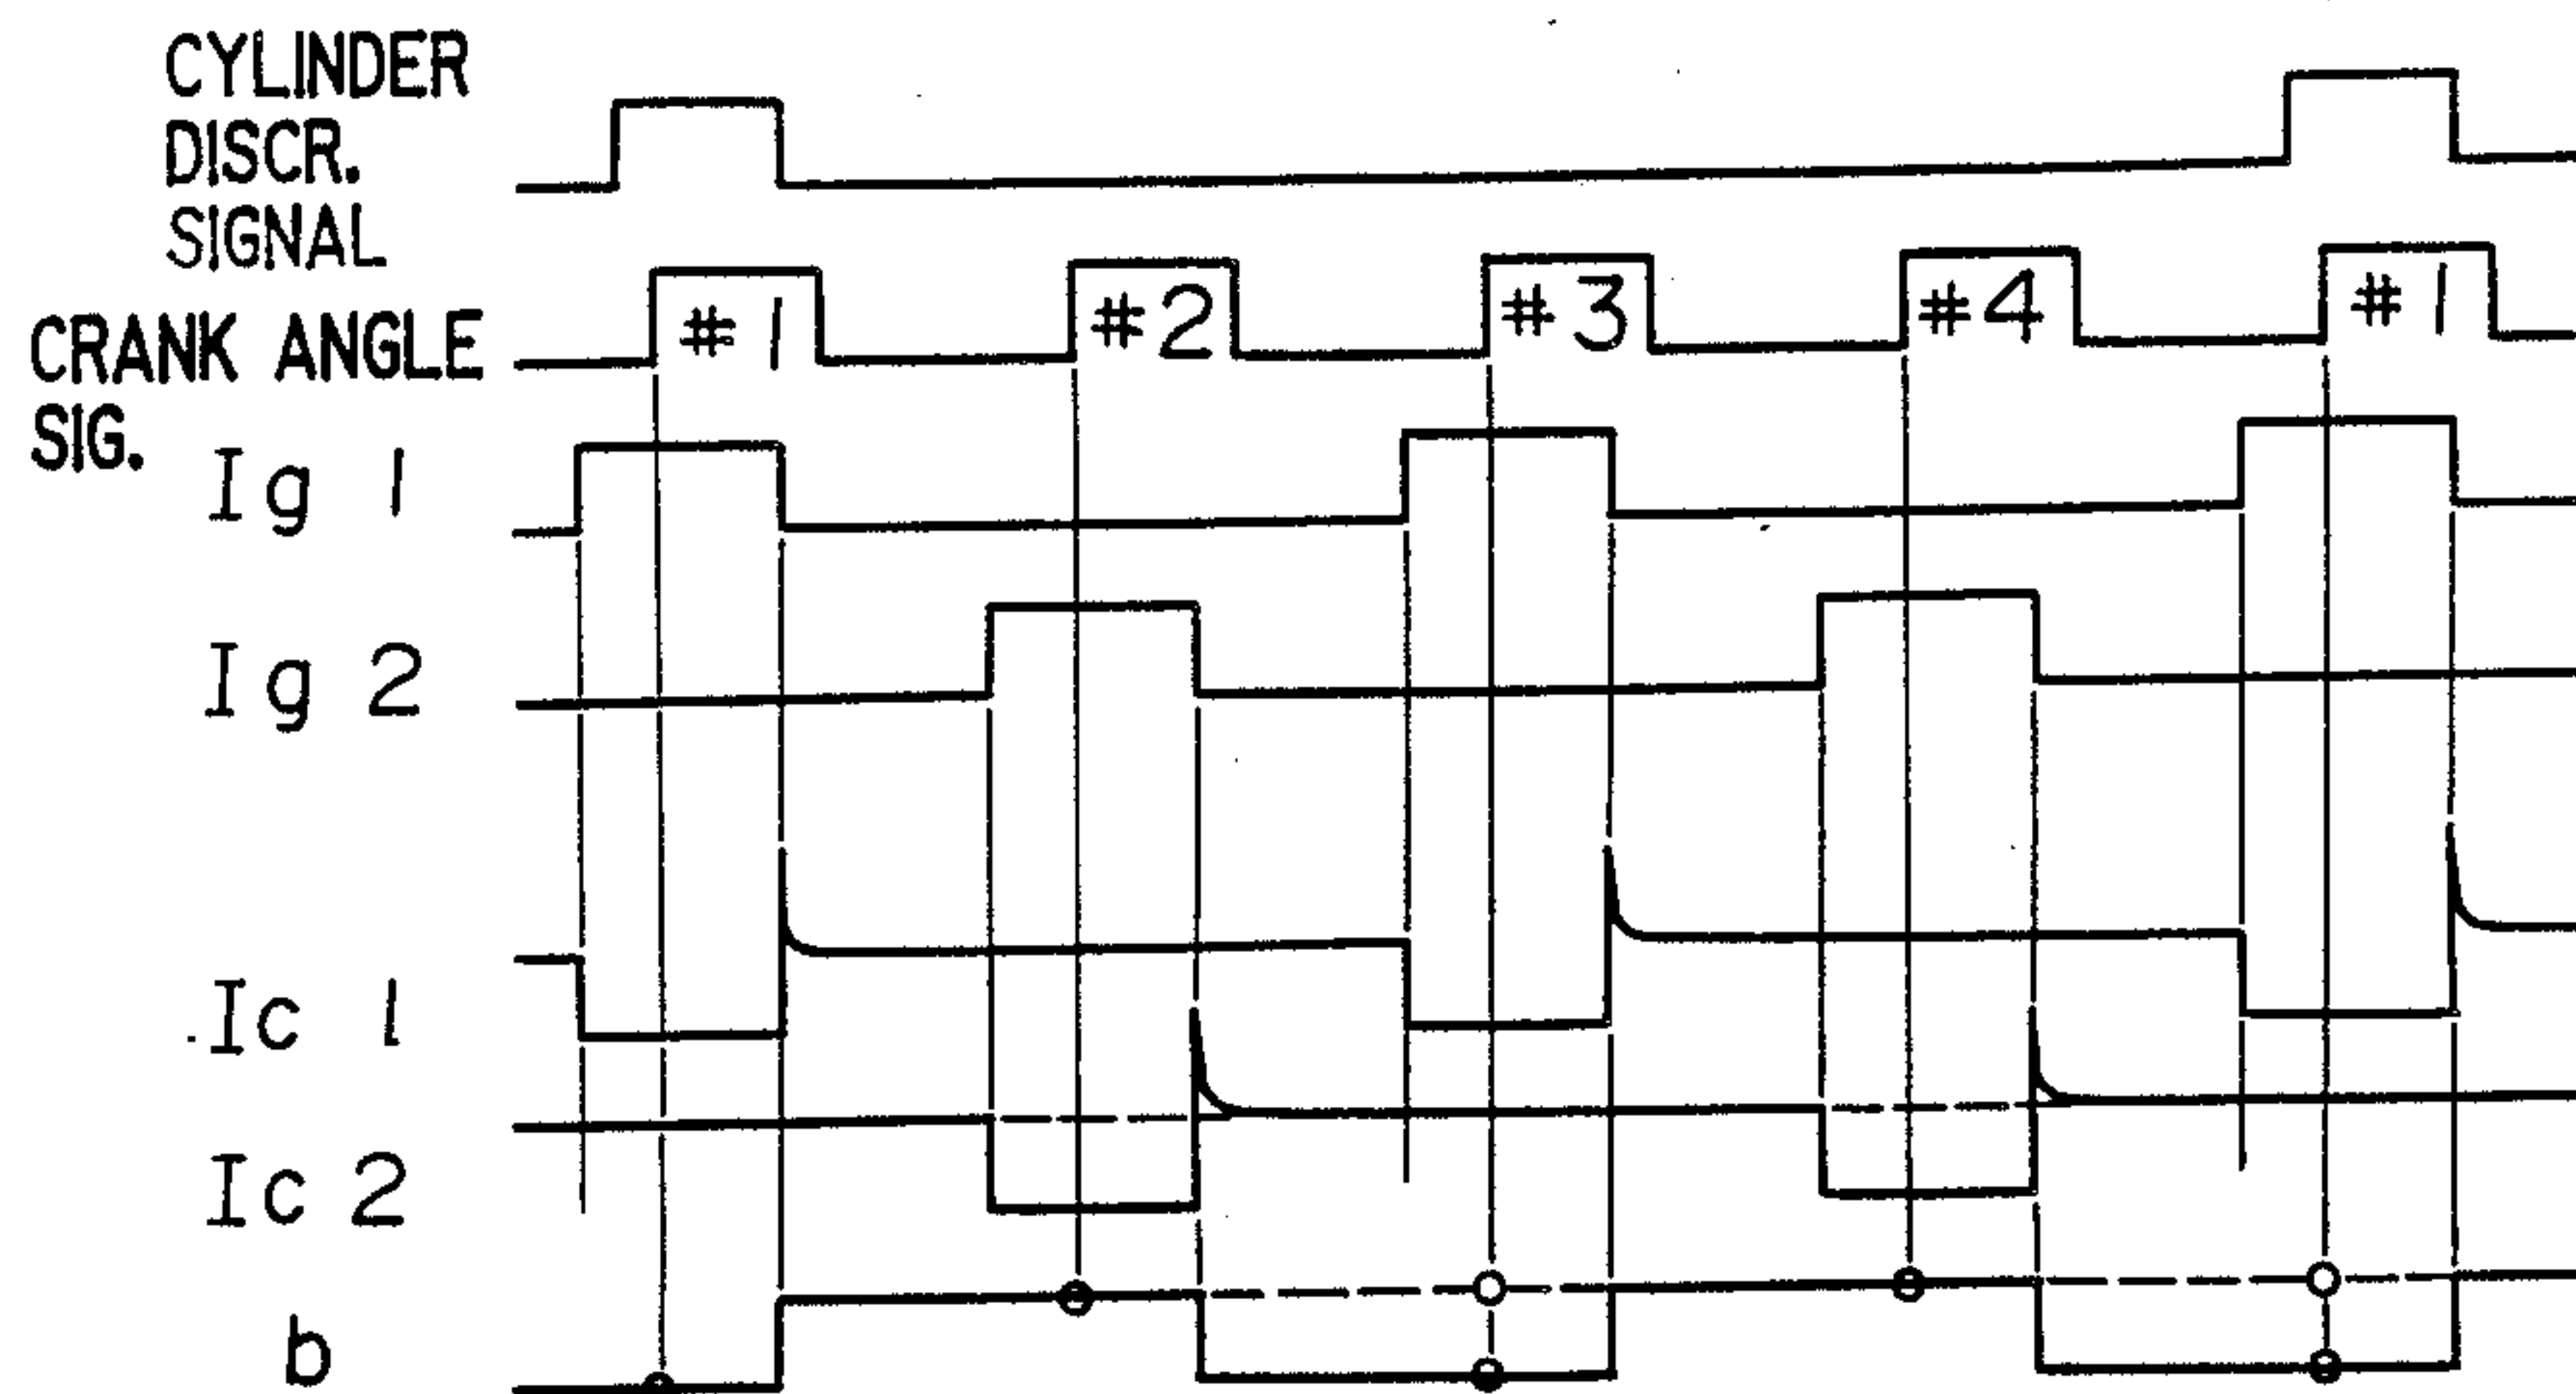 CYLINDER
DISCR.
SIGNAL
CRANK ANGLE
SIG.
#1 #2 #3 #4 #1
Ig 1
Ig 2
Ic 1
Ic 2
b